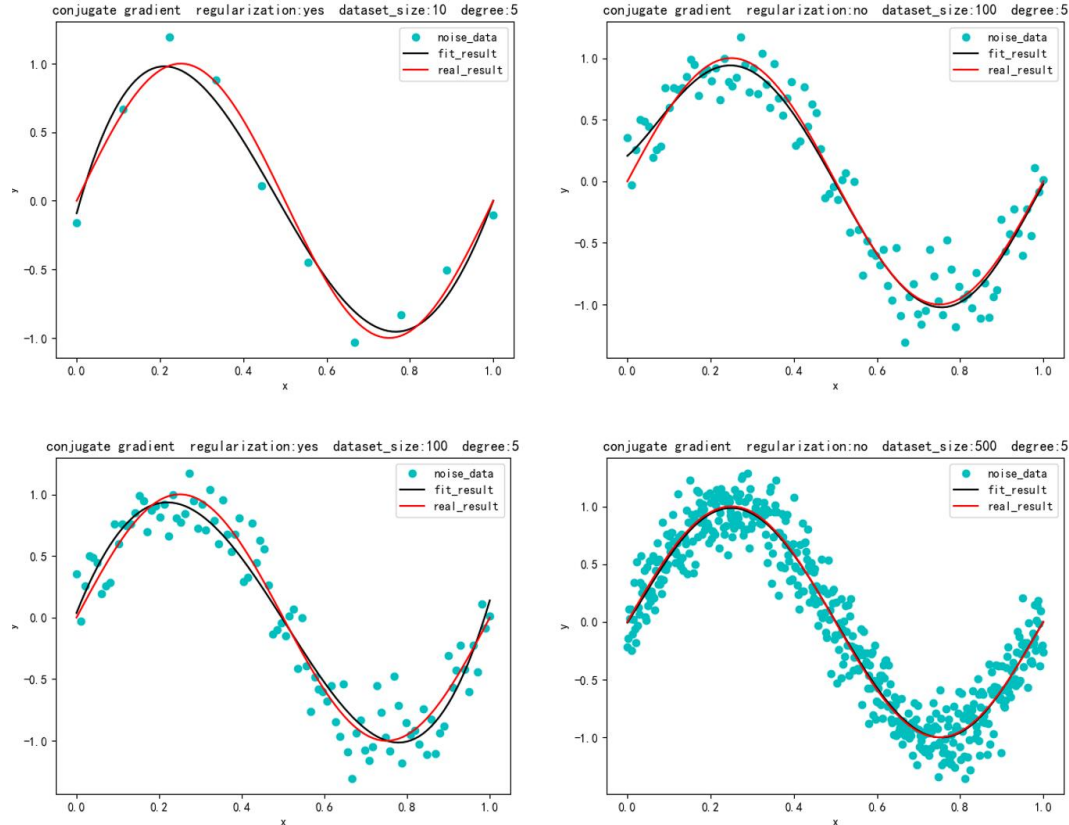 conjugate gradient regularization:yes dataset_size:10 degree:5
noise_data
fit_result
real_result
1.0
0.5
0.0
−0.5
−1.0
y
0.0 0.2 0.4 0.6 0.8 1.0
x
conjugate gradient regularization:no dataset_size:100 degree:5
noise_data
fit_result
real_result
1.0
0.5
0.0
−0.5
−1.0
y
0.0 0.2 0.4 0.6 0.8 1.0
x
conjugate gradient regularization:yes dataset_size:100 degree:5
noise_data
fit_result
real_result
1.0
0.5
0.0
−0.5
−1.0
y
0.0 0.2 0.4 0.6 0.8 1.0
x
conjugate gradient regularization:no dataset_size:500 degree:5
noise_data
fit_result
real_result
1.0
0.5
0.0
−0.5
−1.0
y
0.0 0.2 0.4 0.6 0.8 1.0
x